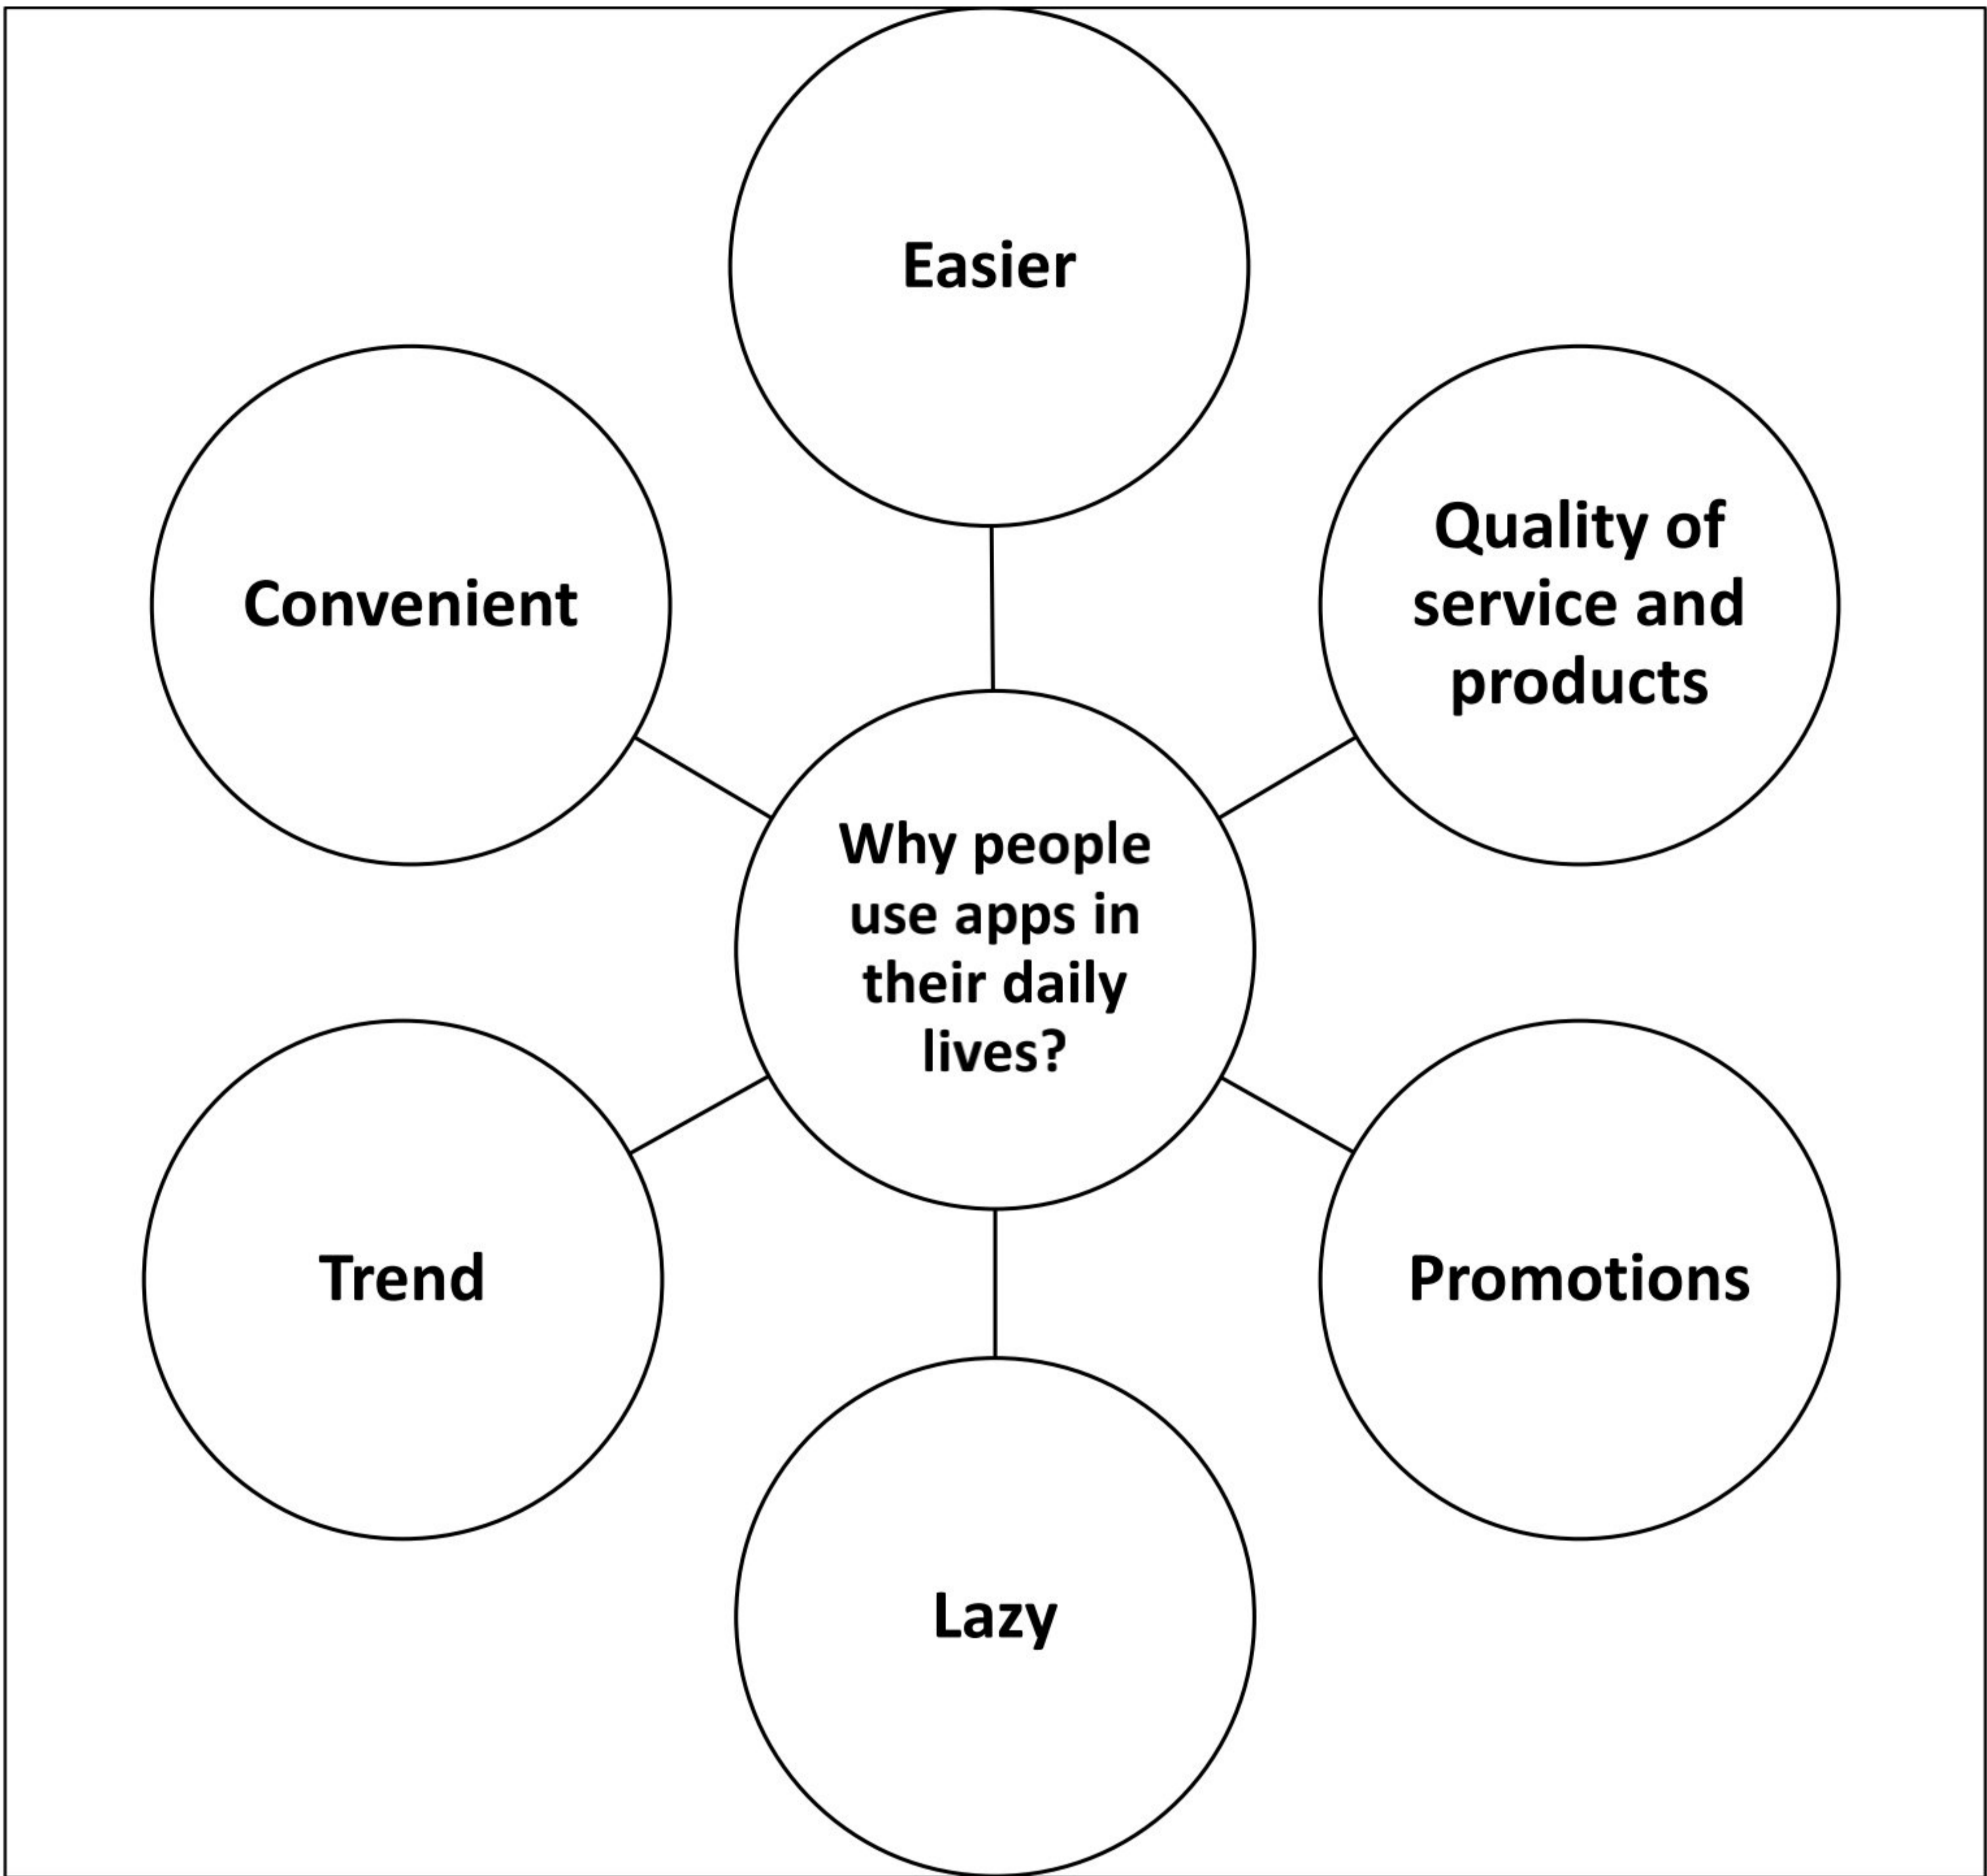 Easier
Convenient
Quality of
service and
products
Why people
use apps in
their daily
lives?
Trend
Promotions
Lazy